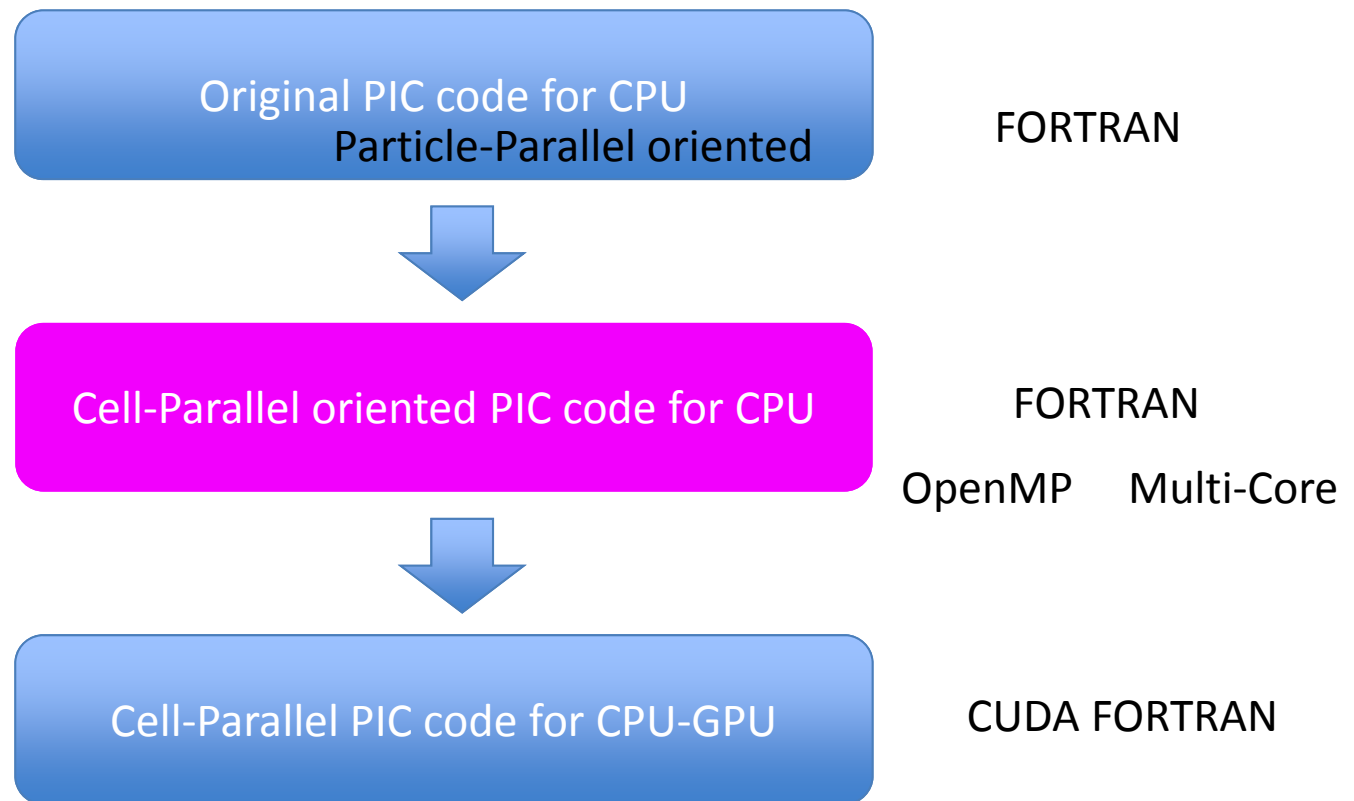 Original PIC code for CPU
Particle-Parallel oriented
FORTRAN
Cell-Parallel oriented PIC code for CPU
FORTRAN
OpenMP Multi-Core
Cell-Parallel PIC code for CPU-GPU
CUDA FORTRAN